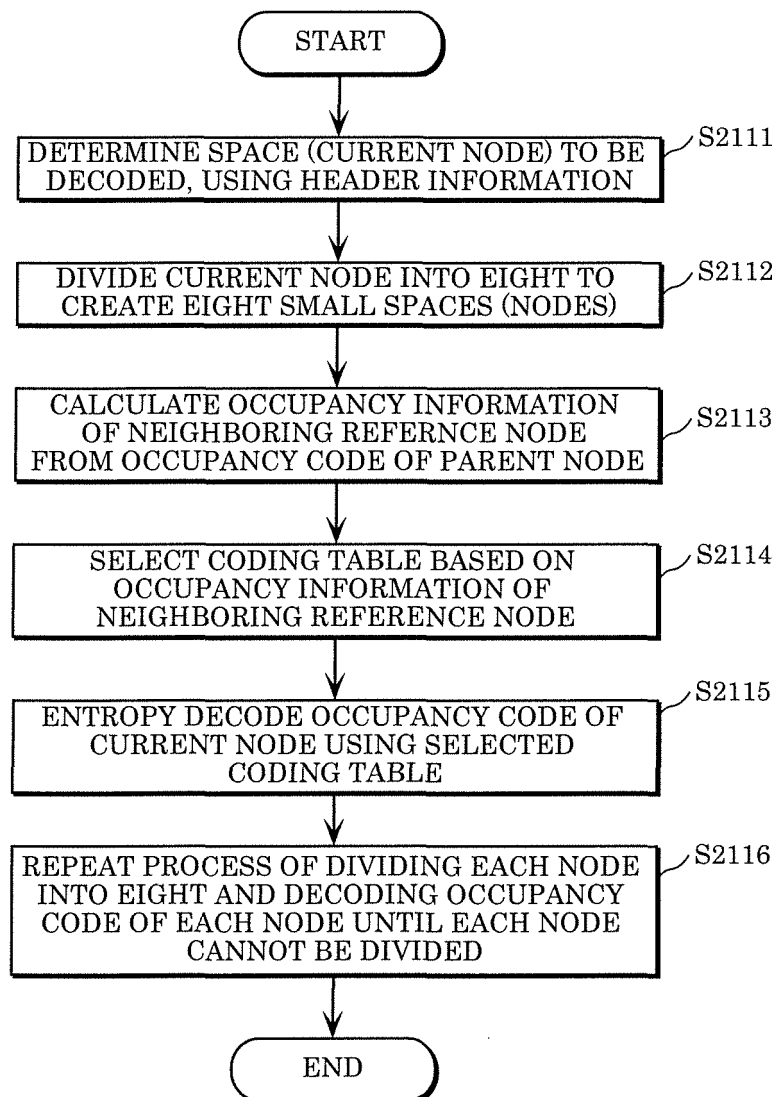 START
S2111
DETERMINE SPACE (CURRENT NODE) TO BE
DECODED, USING HEADER INFORMATION
S2112
DIVIDE CURRENT NODE INTO EIGHT TO
CREATE EIGHT SMALL SPACES (NODES)
S2113
CALCULATE OCCUPANCY INFORMATION
OF NEIGHBORING REFERNCE NODE
FROM OCCUPANCY CODE OF PARENT NODE
S2114
SELECT CODING TABLE BASED ON
OCCUPANCY INFORMATION OF
NEIGHBORING REFERENCE NODE
S2115
ENTROPY DECODE OCCUPANCY CODE OF
CURRENT NODE USING SELECTED
CODING TABLE
S2116
REPEAT PROCESS OF DIVIDING EACH NODE
INTO EIGHT AND DECODING OCCUPANCY
CODE OF EACH NODE UNTIL EACH NODE
CANNOT BE DIVIDED
END